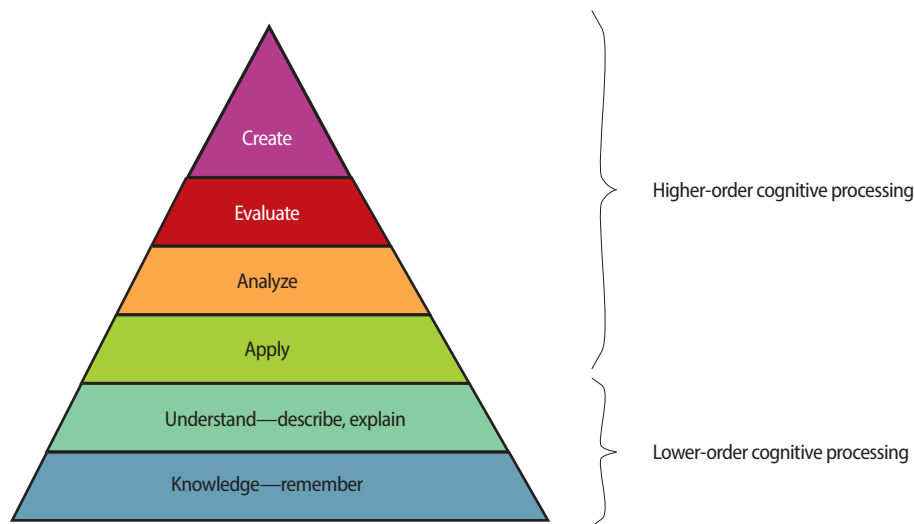 Create
Evaluate
Higher-order cognitive processing
Analyze
Apply
Understand—describe, explain
Lower-order cognitive processing
Knowledge—remember